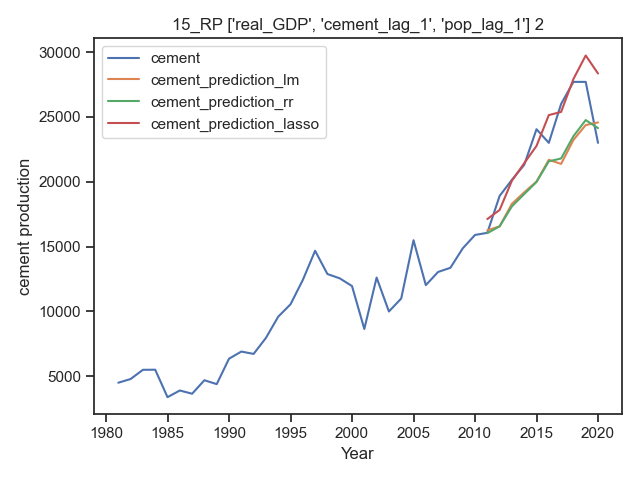 15_RP ['real_GDP', 'cement_lag_1', 'pop_lag_1'] 2
30000
25000
20000
15000
10000
5000
cement production
cement
cement_prediction_lm
cement_prediction_rr
cement_prediction_lasso
1980 1985 1990 1995 2000 2005 2010 2015 2020
Year